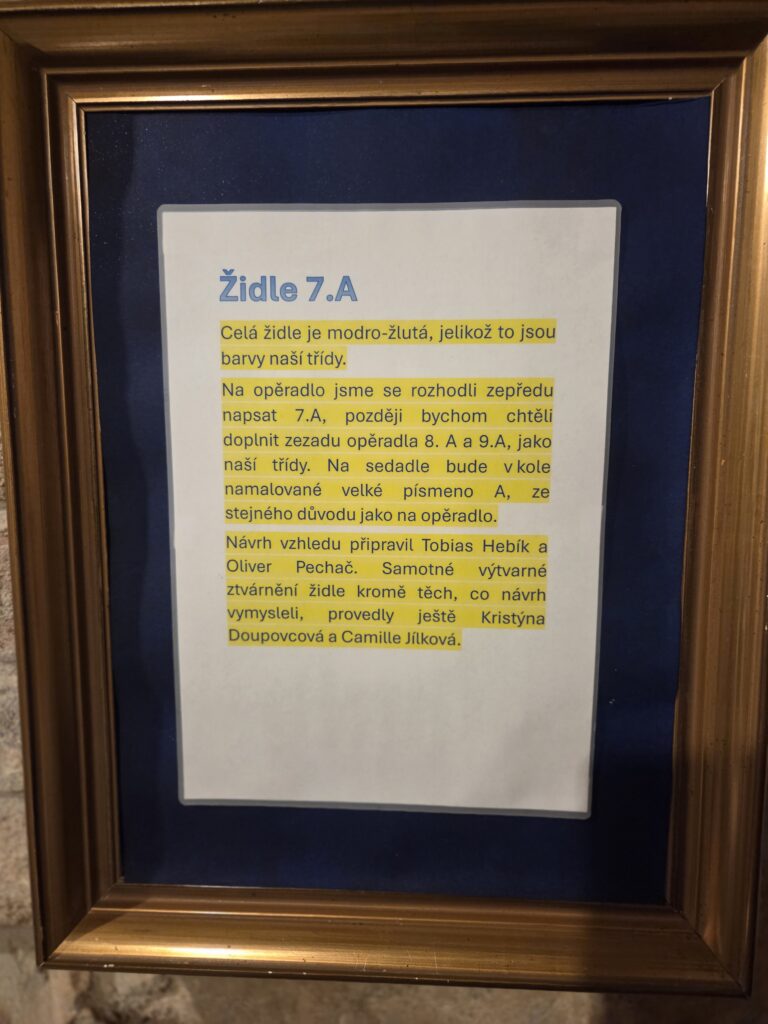 Židle 7.A
Celá židle je modro-žlutá, jelikož to jsou
barvy naší třídy.
Na opěradlo jsme se rozhodli zepředu
napsat 7.A, později bychom chtěli
doplnit zezadu opěradla 8. A a 9.A, jako
naší třídy. Na sedadle bude v kole
namalované velké písmeno A, ze
stejného důvodu jako na opěradlo.
Návrh vzhledu připravil Tobias Hebík a
Oliver Pechač. Samotné výtvarné
ztvárnění židle kromě těch, co návrh
vymysleli, provedly ještě Kristýna
Doupovcová a Camille Jílková.